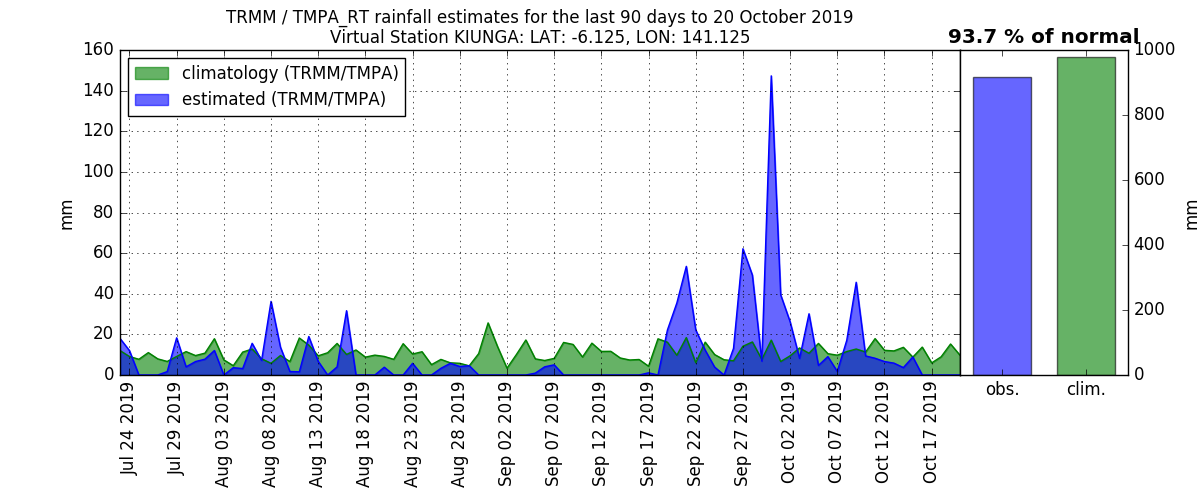 TRMM / TMPA_RT rainfall estimates for the last 90 days to 20 October 2019
Virtual Station KIUNGA: LAT: -6.125, LON: 141.125
93.7 % of normal
climatology (TRMM/TMPA)
estimated (TRMM/TMPA)
mm
160
140
120
100
80
60
40
20
0
Jul 24 2019
Jul 29 2019
Aug 03 2019
Aug 08 2019
Aug 13 2019
Aug 18 2019
Aug 23 2019
Aug 28 2019
Sep 02 2019
Sep 07 2019
Sep 12 2019
Sep 17 2019
Sep 22 2019
Sep 27 2019
Oct 02 2019
Oct 07 2019
Oct 12 2019
Oct 17 2019
obs.
clim.
1000
800
600
400
200
0
mm